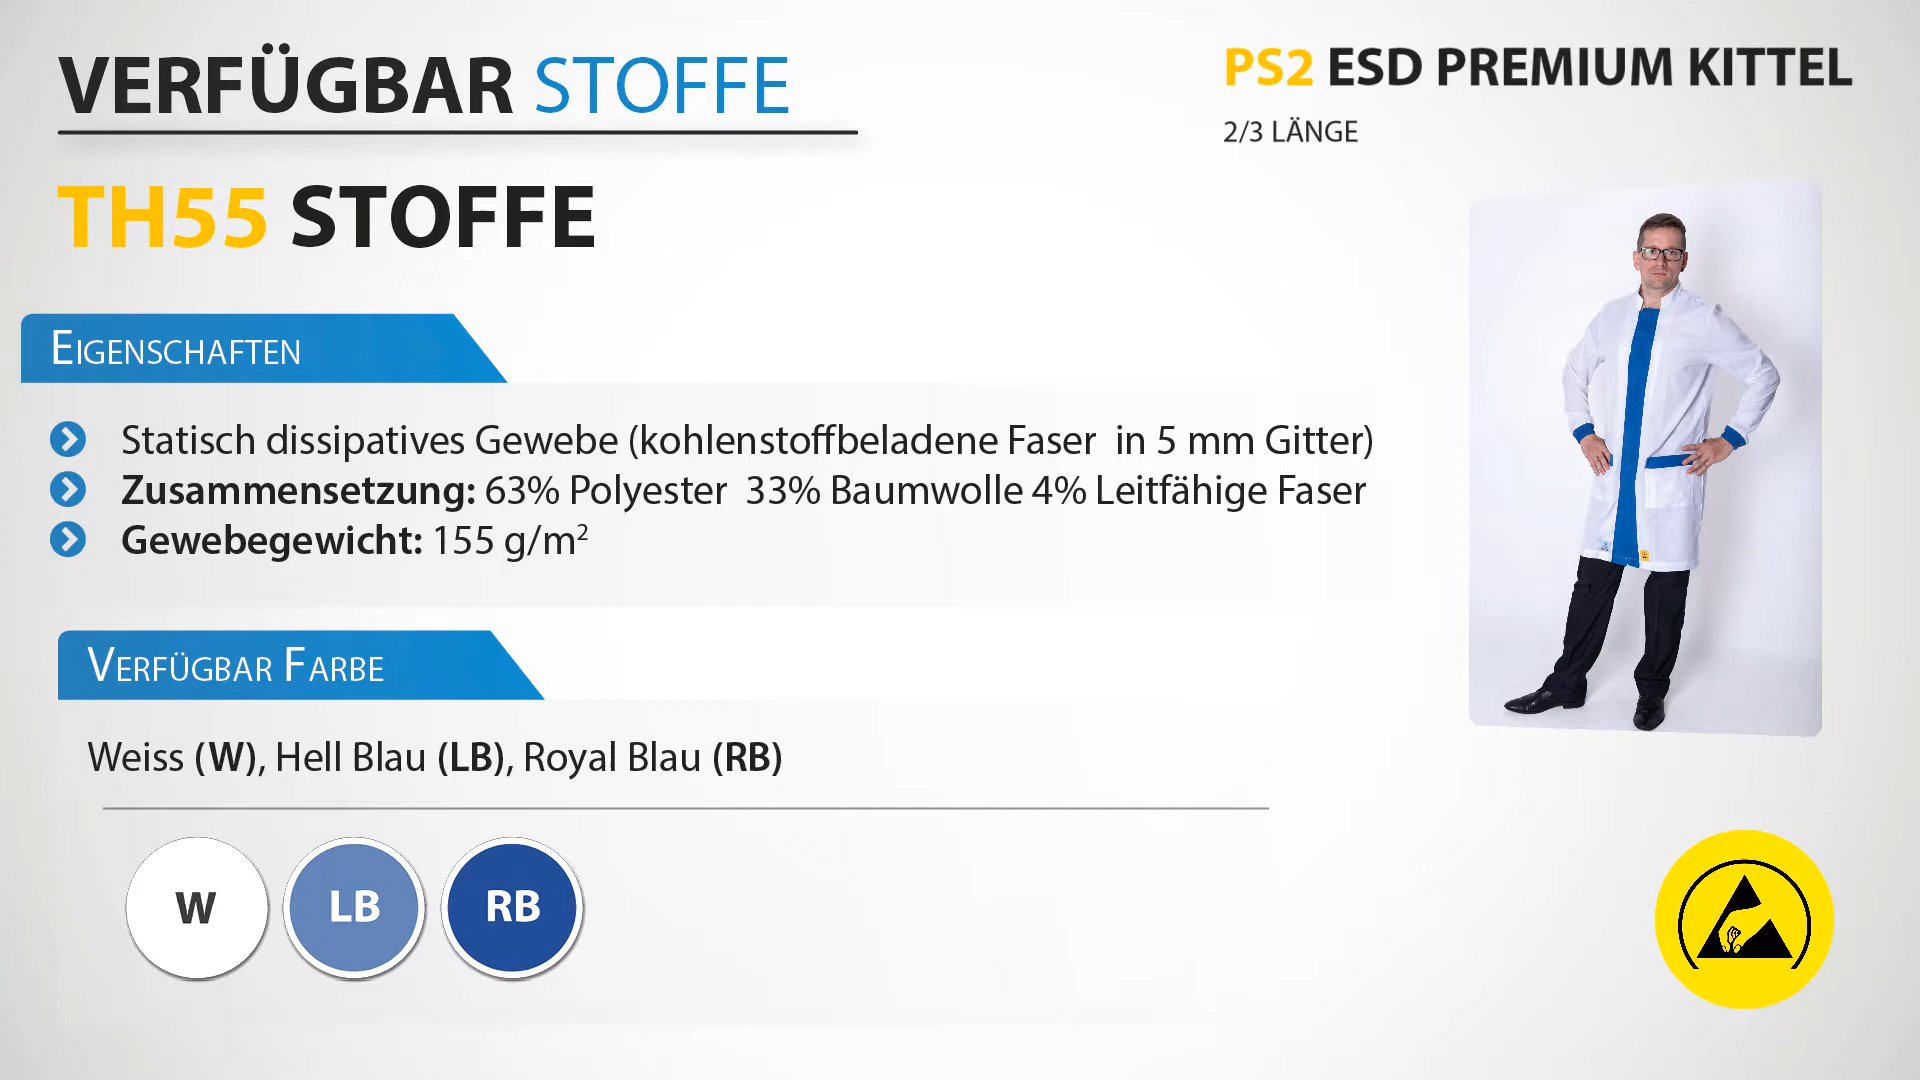 VERFÜGBAR STOFFE
PS2 ESD PREMIUM KITTEL
2/3 LÄNGE
TH55 STOFFE
EIGENSCHAFTEN
Statisch dissipatives Gewebe (kohlenstoffbeladene Faser in 5 mm Gitter)
Zusammensetzung: 63% Polyester 33% Baumwolle 4% Leitfähige Faser
Gewebegewicht: 155 g/m²
VERFÜGBAR FARBE
Weiss (W), Hell Blau (LB), Royal Blau (RB)
W LB RB